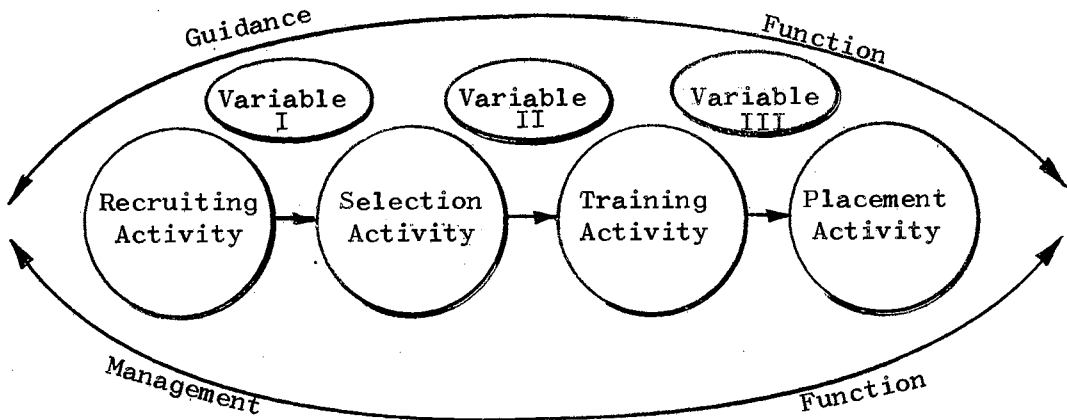 Guidance Function
Variable
I
Variable
II
Variable
III
Recruiting
Activity
Selection
Activity
Training
Activity
Placement
Activity
Management Function